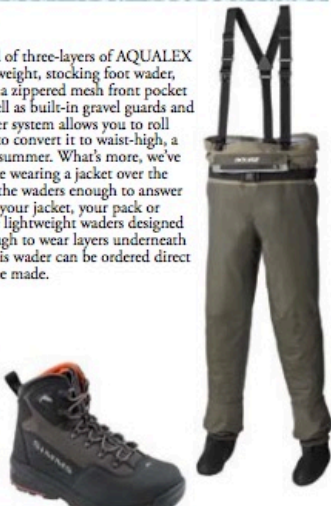 of three-layers of AQUALEX
weight, stocking foot wader,
a zippered mesh front pocket
ell as built-in gravel guards and
er system allows you to roll
to convert it to waist-high, a
summer. What's more, we've
e wearing a jacket over the
the waders enough to answer
your jacket, your pack or
lightweight waders designed
ugh to wear layers underneath
is wader can be ordered direct
e made.
SIMMS